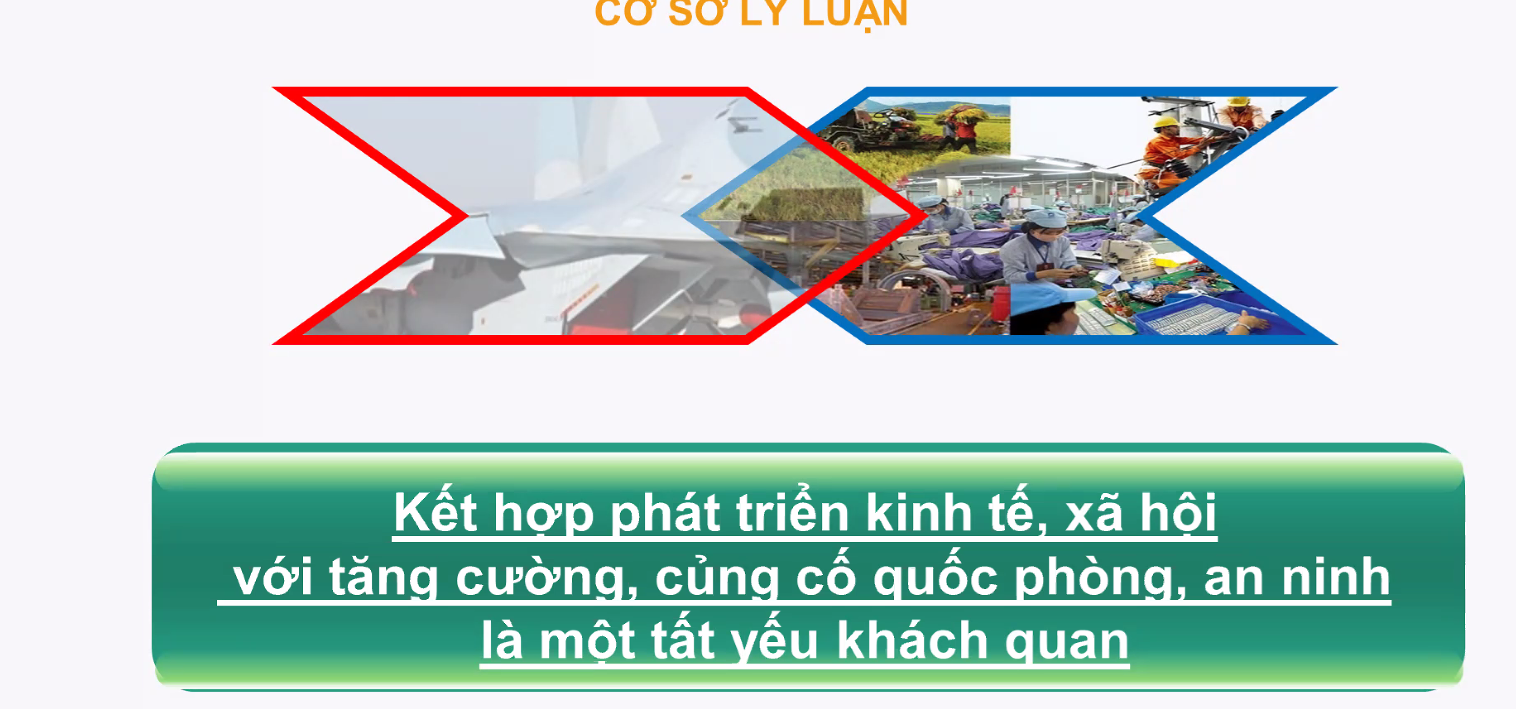 CƠ SỞ LÝ LUẬN
Kết hợp phát triển kinh tế, xã hội
với tăng cường, củng cố quốc phòng, an ninh
là một tất yếu khách quan